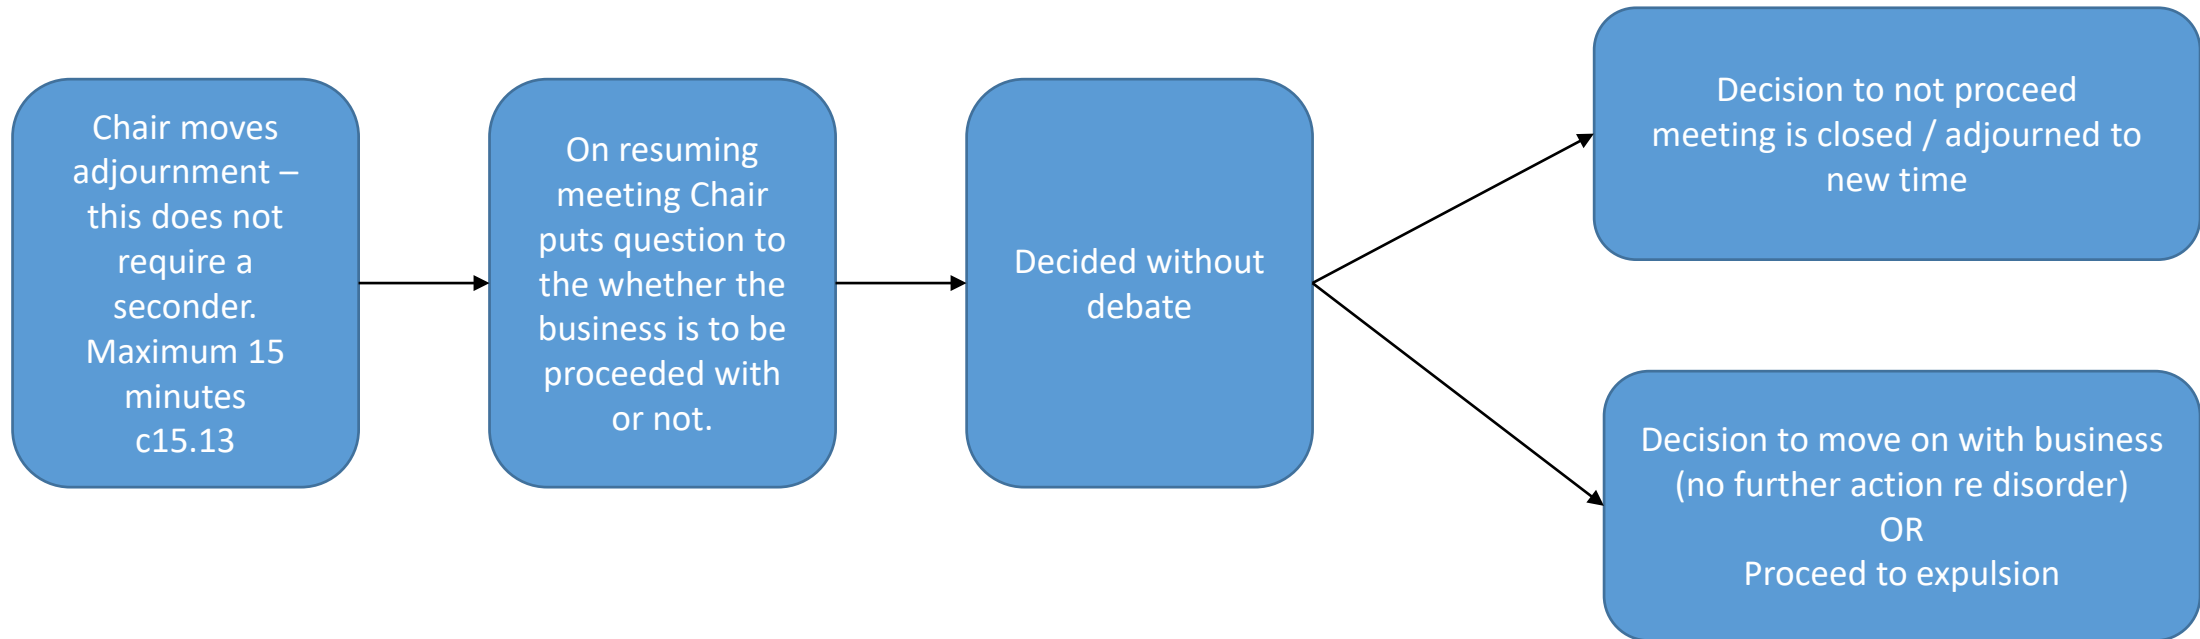 Chair moves
adjournment –
this does not
require a
seconder.
Maximum 15
minutes
c15.13
On resuming
meeting Chair
puts question to
the whether the
business is to be
proceeded with
or not.
Decided without
debate
Decision to not proceed
meeting is closed / adjourned to
new time
Decision to move on with business
(no further action re disorder)
OR
Proceed to expulsion